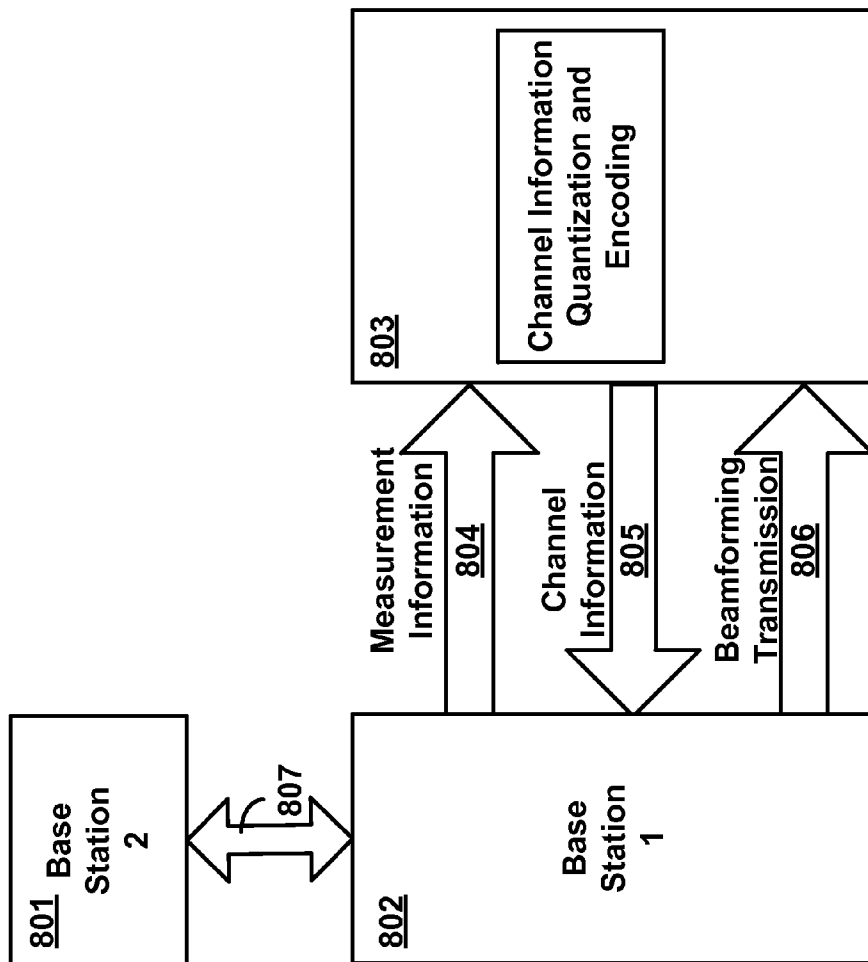 801
Base
Station
2
807
802
Base
Station
1
Measurement
Information
804
Channel
Information
805
Beamforming
Transmission
806
803
Channel Information
Quantization and
Encoding